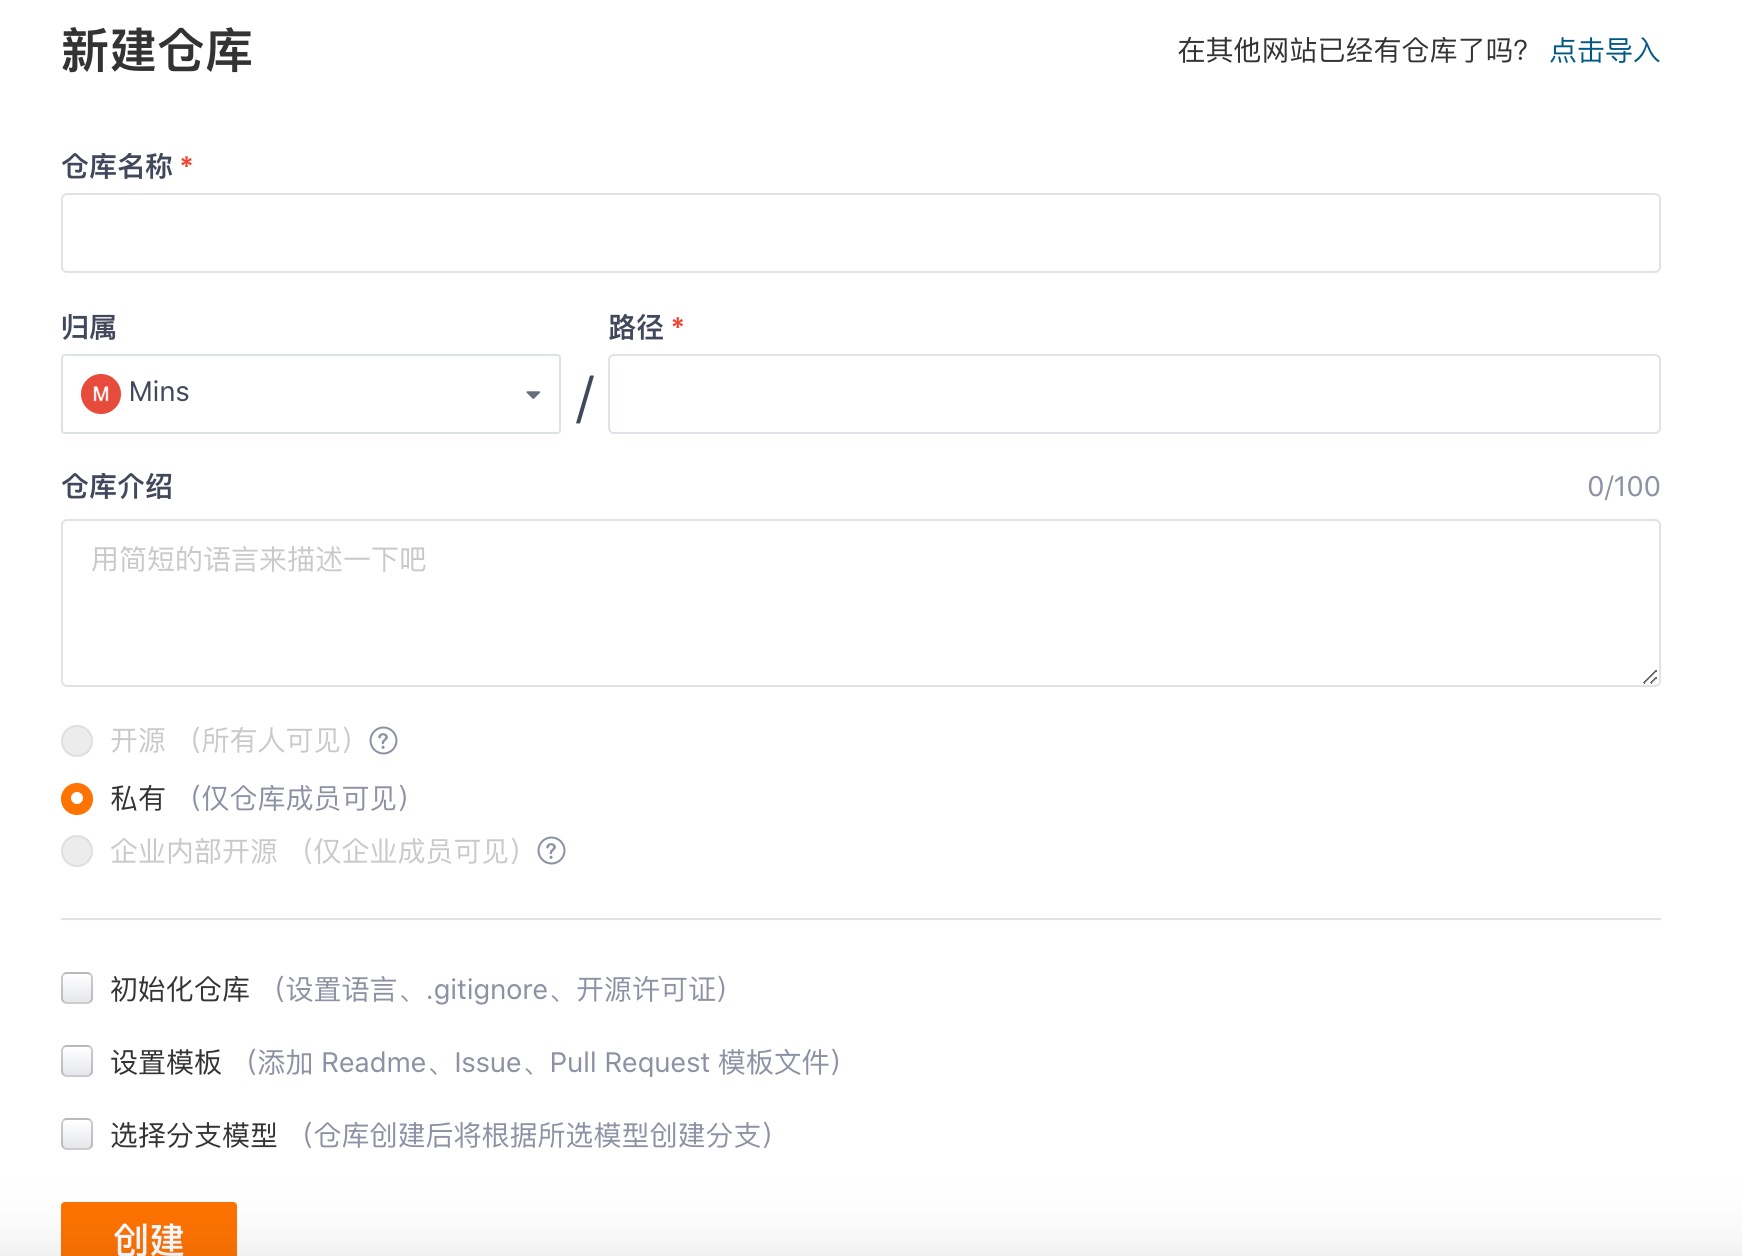 新建仓库
在其他网站已经有仓库了吗? 点击导入
仓库名称 *
归属
路径 *
M Mins
/
仓库介绍
0/100
用简短的语言来描述一下吧
开源 （所有人可见） ?
私有 （仅仓库成员可见）
企业内部开源 （仅企业成员可见） ?
初始化仓库 （设置语言、.gitignore、开源许可证）
设置模板 （添加 Readme、Issue、Pull Request 模板文件）
选择分支模型 （仓库创建后将根据所选模型创建分支）
创建